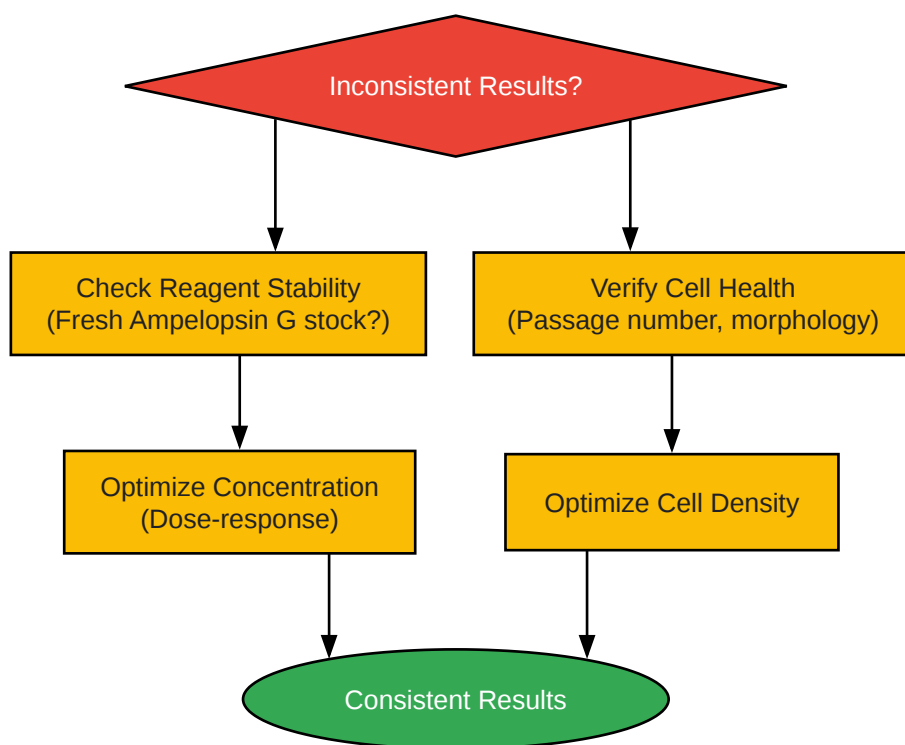 Inconsistent Results?
Check Reagent Stability
(Fresh Ampelopsin G stock?)
Verify Cell Health
(Passage number, morphology)
Optimize Concentration
(Dose-response)
Optimize Cell Density
Consistent Results